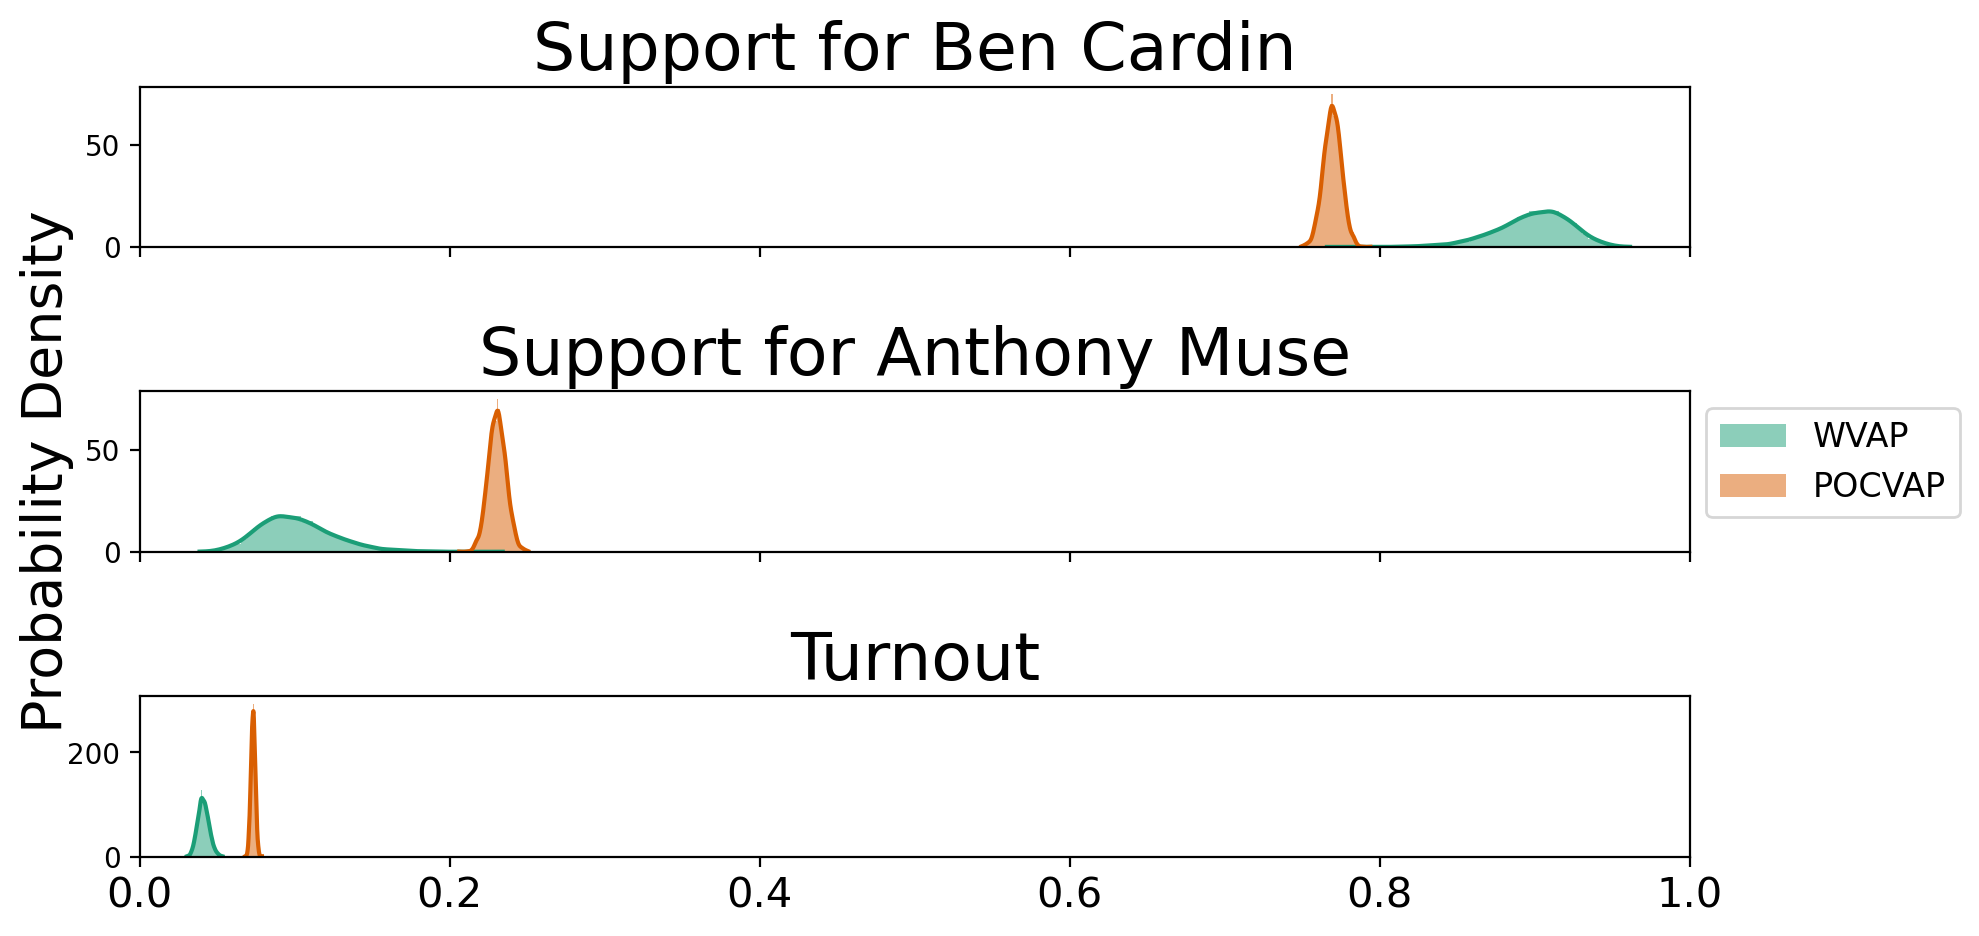 Support for Ben Cardin
50
0
Support for Anthony Muse
50
0
Turnout
200
0
0.0 0.2 0.4 0.6 0.8 1.0
Probability Density
WVAP
POCVAP